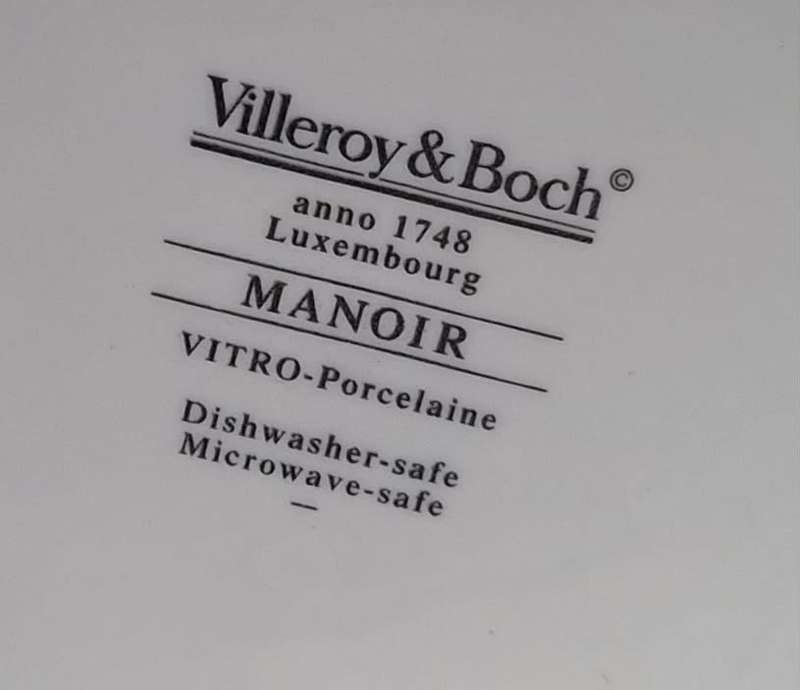 Villeroy & Boch©
anno 1748
Luxembourg
MANOIR
VITRO-Porcelaine
Dishwasher-safe
Microwave-safe
—